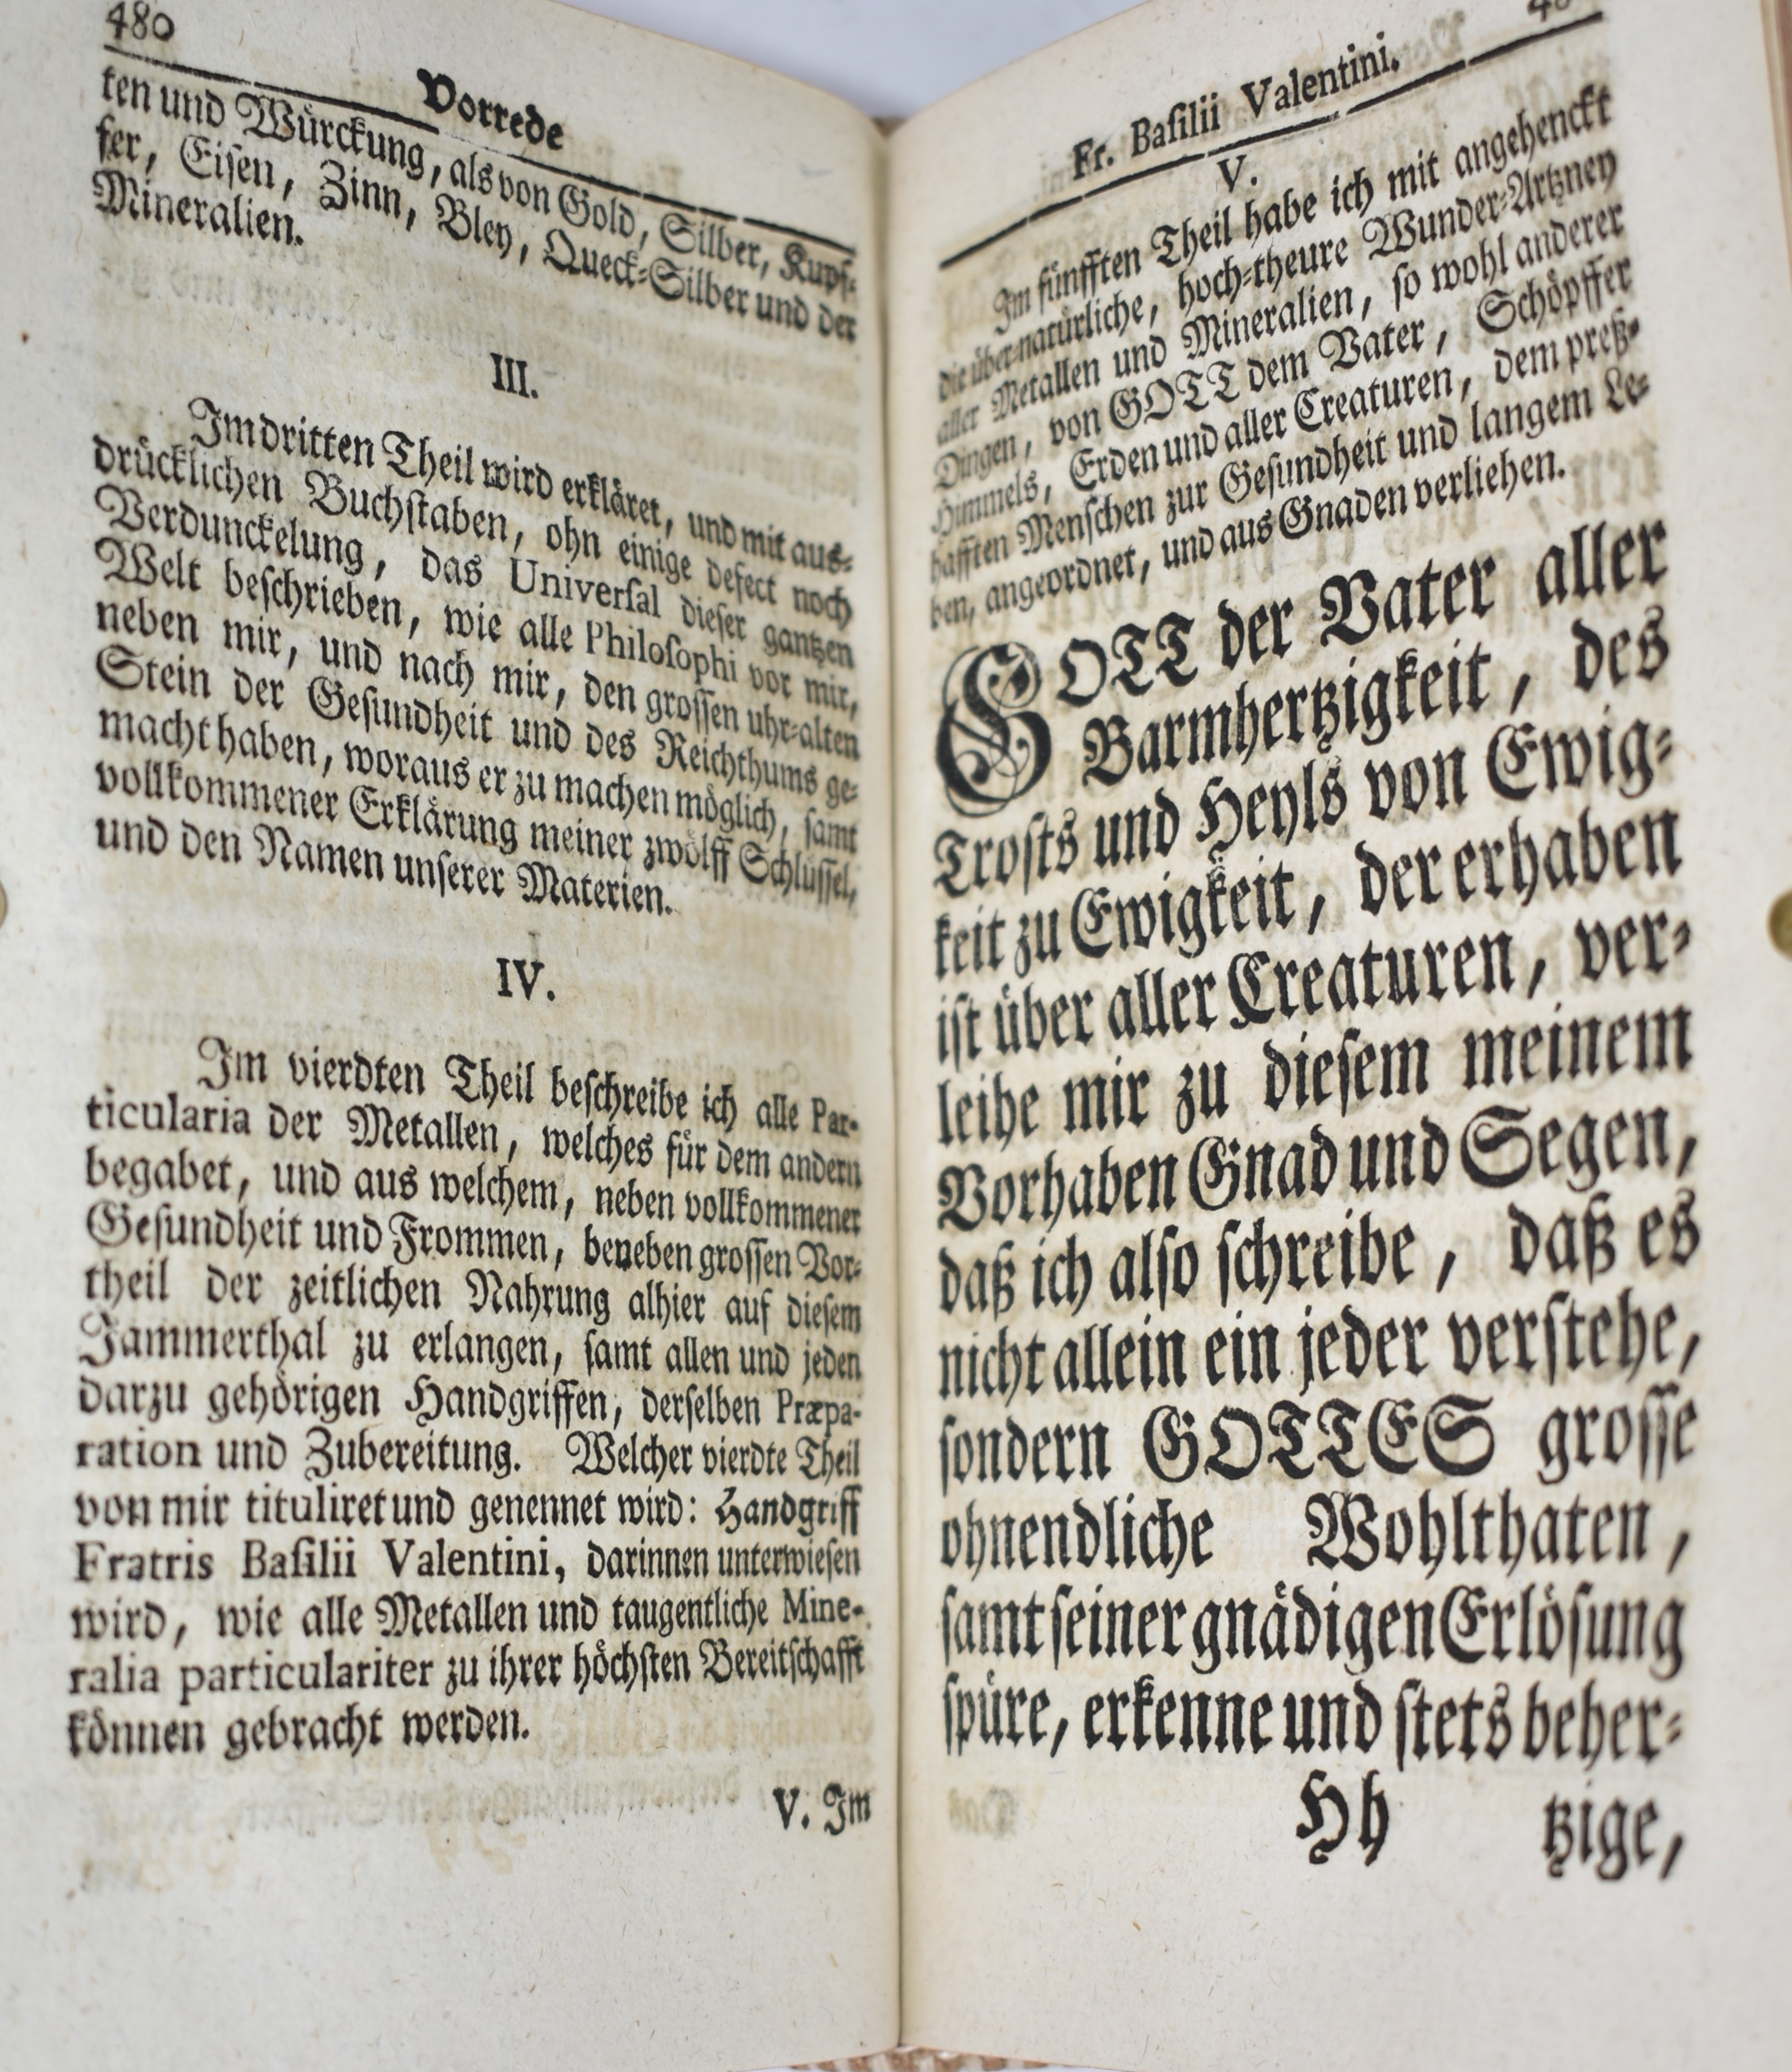 480
Vorrede
ten und Würckung, als von Gold, Silber, Kupf-
fer, Eisen, Zinn, Bley, Queck-Silber und der
Mineralien.
III.
Im dritten Theil wird erkläret, und mit aus-
drücklichen Buchstaben, ohn einige defect noch
Verdunckelung, das Universal dieser gantzen
Welt beschrieben, wie alle Philosophi vor mir,
neben mir, und nach mir, den grossen uhr-alten
Stein der Gesundheit und des Reichthums ge-
macht haben, woraus er zu machen möglich, samt
vollkommener Erklärung meiner zwölff Schlüssel,
und den Namen unserer Materien.
IV.
Im vierdten Theil beschreibe ich alle Par-
ticularia der Metallen, welches für dem andern
begabet, und aus welchem, neben vollkommener
Gesundheit und Frommen, beneben grossen Vor-
theil der zeitlichen Nahrung alhier auf diesem
Jammerthal zu erlangen, samt allen und jeden
darzu gehörigen Handgriffen, derselben Præpa-
ration und Zubereitung. Welcher vierdte Theil
von mir tituliret und genennet wird: Handgriff
Fratris Basilii Valentini, darinnen unterwiesen
wird, wie alle Metallen und taugentliche Mine-
ralia particulariter zu ihrer höchsten Bereitschafft
können gebracht werden.
V. Im
Fr. Basilii Valentini.
V.
Im fünfften Theil habe ich mit angehenckt
die über-natürliche, hoch-theure Wunder-Artzney
aller Metallen und Mineralien, so wohl anderer
Dingen, von GOTT dem Vater, Schöpffer
Himmels, Erden und aller Creaturen, dem preß-
hafften Menschen zur Gesundheit und langem Le-
ben, angeordnet, und aus Gnaden verliehen.
GOTT der Vater aller
Barmhertzigkeit, des
Trosts und Heyls von Ewig-
keit zu Ewigkeit, der erhaben
ist über aller Creaturen, ver-
leihe mir zu diesem meinem
Vorhaben Gnad und Segen,
daß ich also schreibe, daß es
nicht allein ein jeder verstehe,
sondern GOTTES grosse
ohnendliche Wohlthaten,
samt seiner gnädigen Erlösung
spüre, erkenne und stets beher-
Hh tzige,